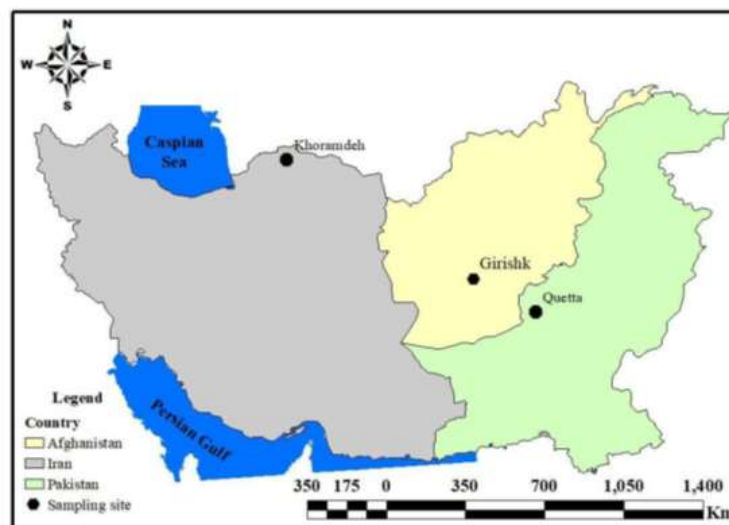 N
W E
S
Caspian
Sea
Khoramdeh
Girishk
Quetta
Persian Gulf
Legend
Country
Afghanistan
Iran
Pakistan
Sampling site
350 175 0 350 700 1,050 1,400
Km